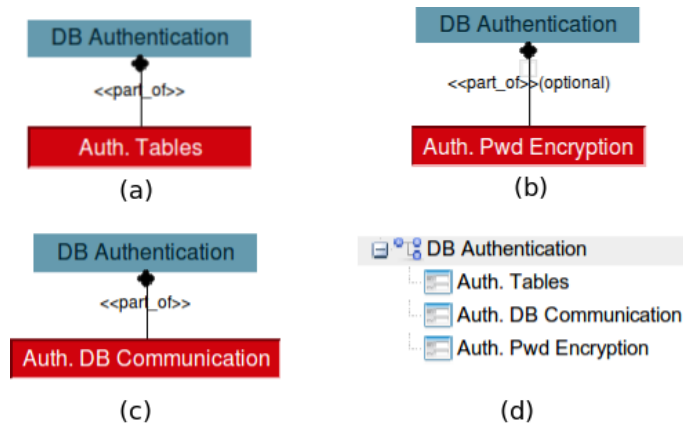 DB Authentication
<<part_of>>
Auth. Tables
(a)
DB Authentication
<<part_of>>(optional)
Auth. Pwd Encryption
(b)
DB Authentication
<<part_of>>
Auth. DB Communication
(c)
DB Authentication
Auth. Tables
Auth. DB Communication
Auth. Pwd Encryption
(d)